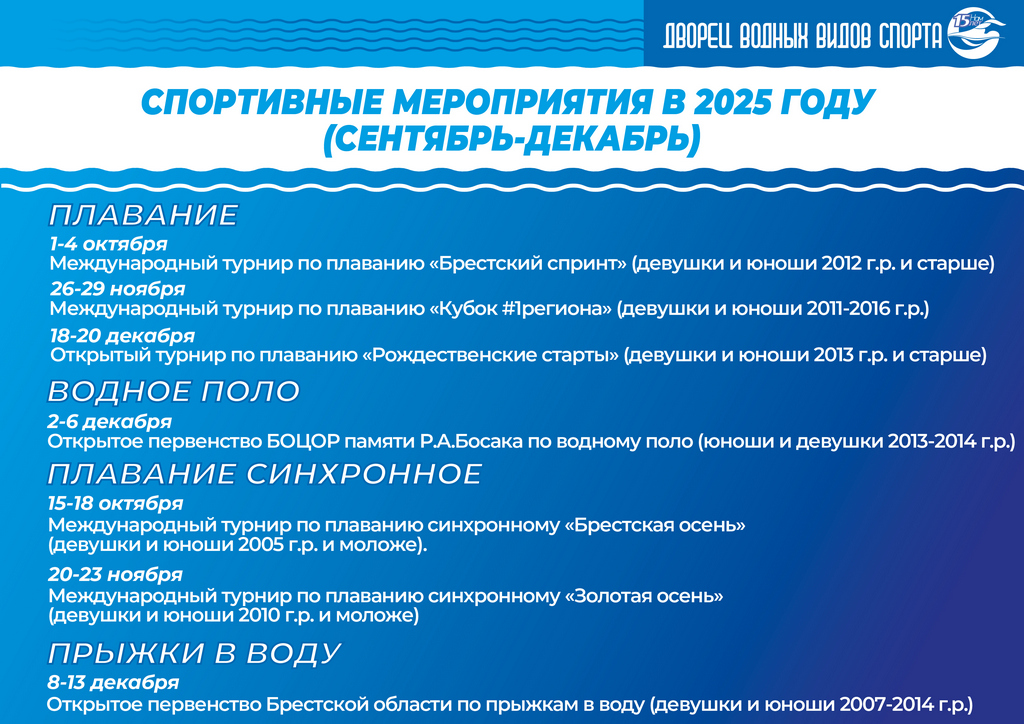 ДВОРЕЦ ВОДНЫХ ВИДОВ СПОРТА
15
СПОРТИВНЫЕ МЕРОПРИЯТИЯ В 2025 ГОДУ
(СЕНТЯБРЬ-ДЕКАБРЬ)
ПЛАВАНИЕ
1-4 октября
Международный турнир по плаванию «Брестский спринт» (девушки и юноши 2012 г.р. и старше)
26-29 ноября
Международный турнир по плаванию «Кубок #1региона» (девушки и юноши 2011-2016 г.р.)
18-20 декабря
Открытый турнир по плаванию «Рождественские старты» (девушки и юноши 2013 г.р. и старше)
ВОДНОЕ ПОЛО
2-6 декабря
Открытое первенство БОЦОР памяти Р.А.Босака по водному поло (юноши и девушки 2013-2014 г.р.)
ПЛАВАНИЕ СИНХРОННОЕ
15-18 октября
Международный турнир по плаванию синхронному «Брестская осень»
(девушки и юноши 2005 г.р. и моложе).
20-23 ноября
Международный турнир по плаванию синхронному «Золотая осень»
(девушки и юноши 2010 г.р. и моложе)
ПРЫЖКИ В ВОДУ
8-13 декабря
Открытое первенство Брестской области по прыжкам в воду (девушки и юноши 2007-2014 г.р.)